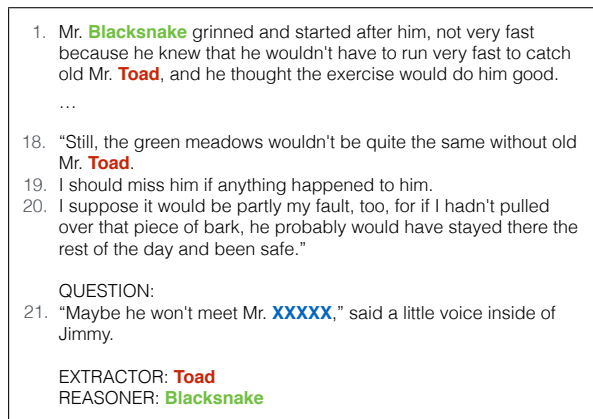 1. Mr. Blacksnake grinned and started after him, not very fast
because he knew that he wouldn't have to run very fast to catch
old Mr. Toad, and he thought the exercise would do him good.
…
18. “Still, the green meadows wouldn't be quite the same without old
Mr. Toad.
19. I should miss him if anything happened to him.
20. I suppose it would be partly my fault, too, for if I hadn't pulled
over that piece of bark, he probably would have stayed there the
rest of the day and been safe.”
QUESTION:
21. “Maybe he won't meet Mr. XXXXX,” said a little voice inside of
Jimmy.
EXTRACTOR: Toad
REASONER: Blacksnake